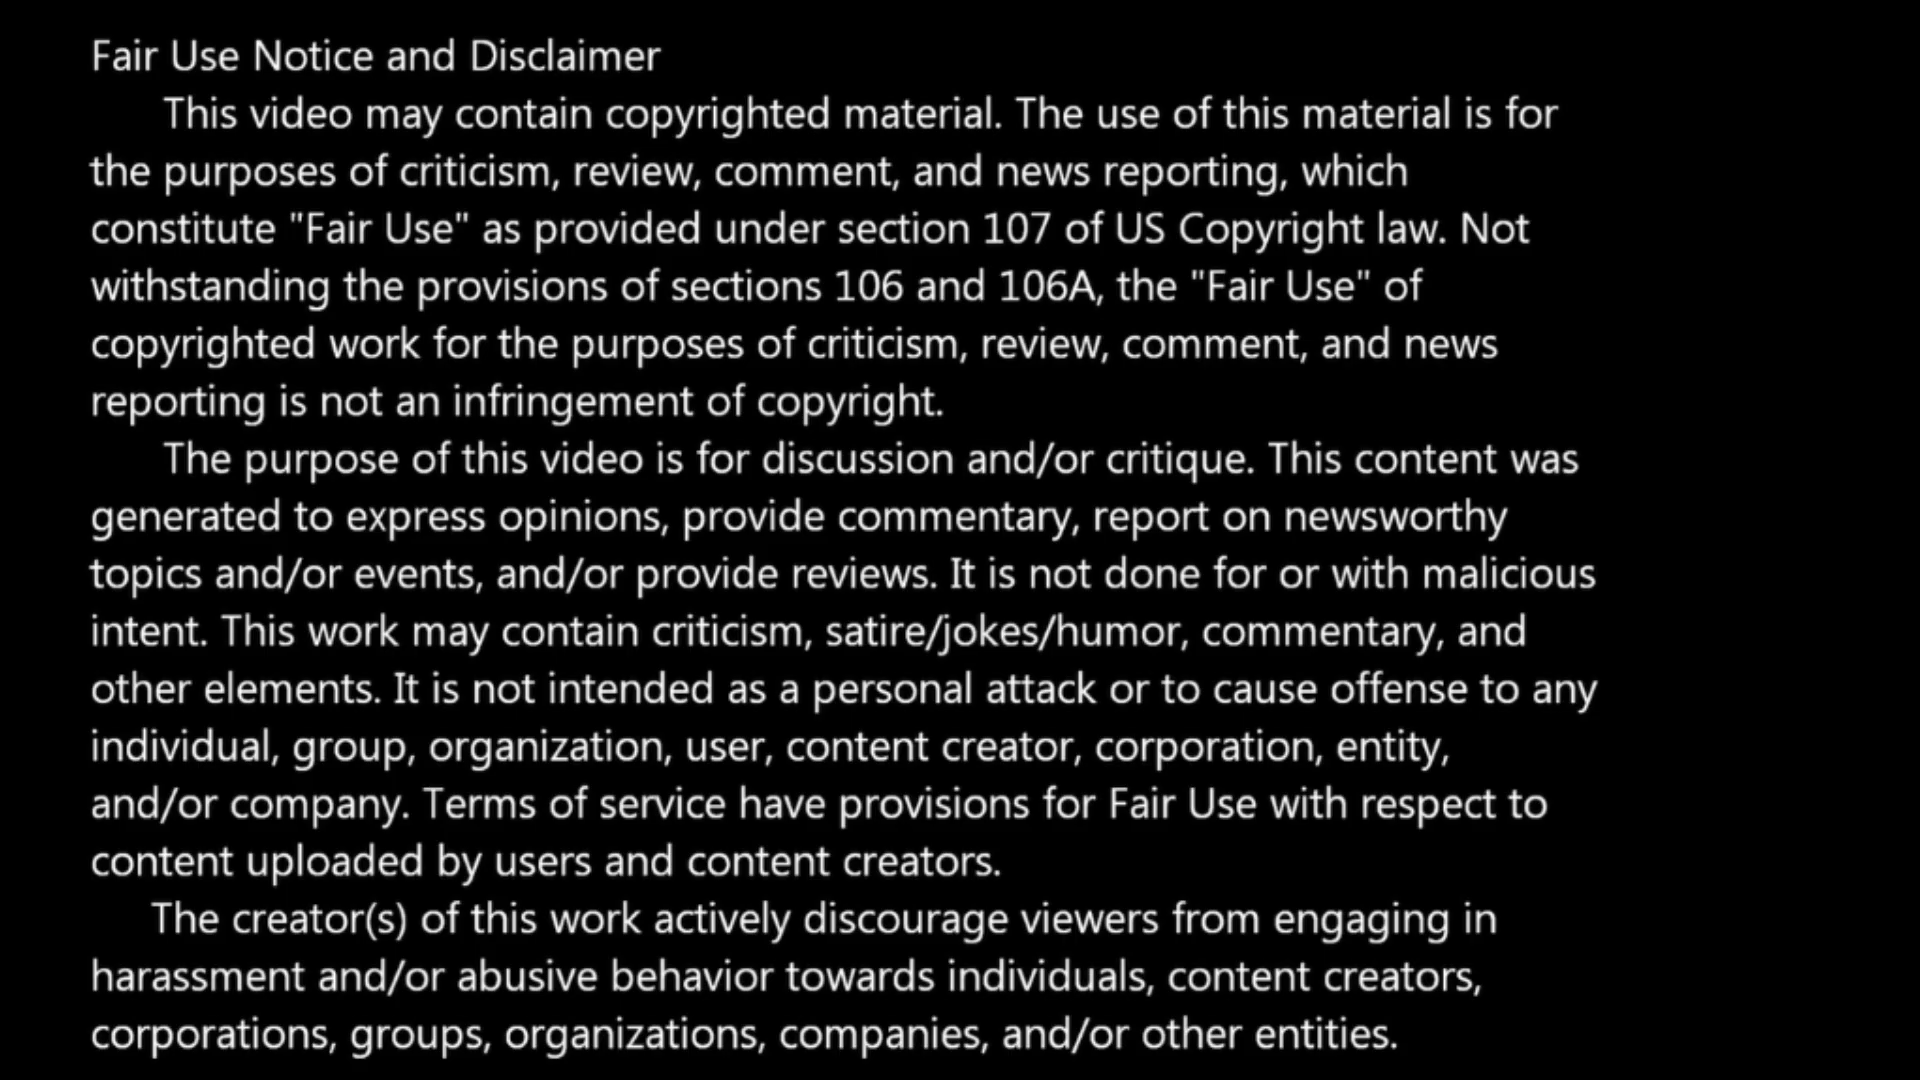 Fair Use Notice and Disclaimer
This video may contain copyrighted material. The use of this material is for
the purposes of criticism, review, comment, and news reporting, which
constitute "Fair Use" as provided under section 107 of US Copyright law. Not
withstanding the provisions of sections 106 and 106A, the "Fair Use" of
copyrighted work for the purposes of criticism, review, comment, and news
reporting is not an infringement of copyright.
The purpose of this video is for discussion and/or critique. This content was
generated to express opinions, provide commentary, report on newsworthy
topics and/or events, and/or provide reviews. It is not done for or with malicious
intent. This work may contain criticism, satire/jokes/humor, commentary, and
other elements. It is not intended as a personal attack or to cause offense to any
individual, group, organization, user, content creator, corporation, entity,
and/or company. Terms of service have provisions for Fair Use with respect to
content uploaded by users and content creators.
The creator(s) of this work actively discourage viewers from engaging in
harassment and/or abusive behavior towards individuals, content creators,
corporations, groups, organizations, companies, and/or other entities.